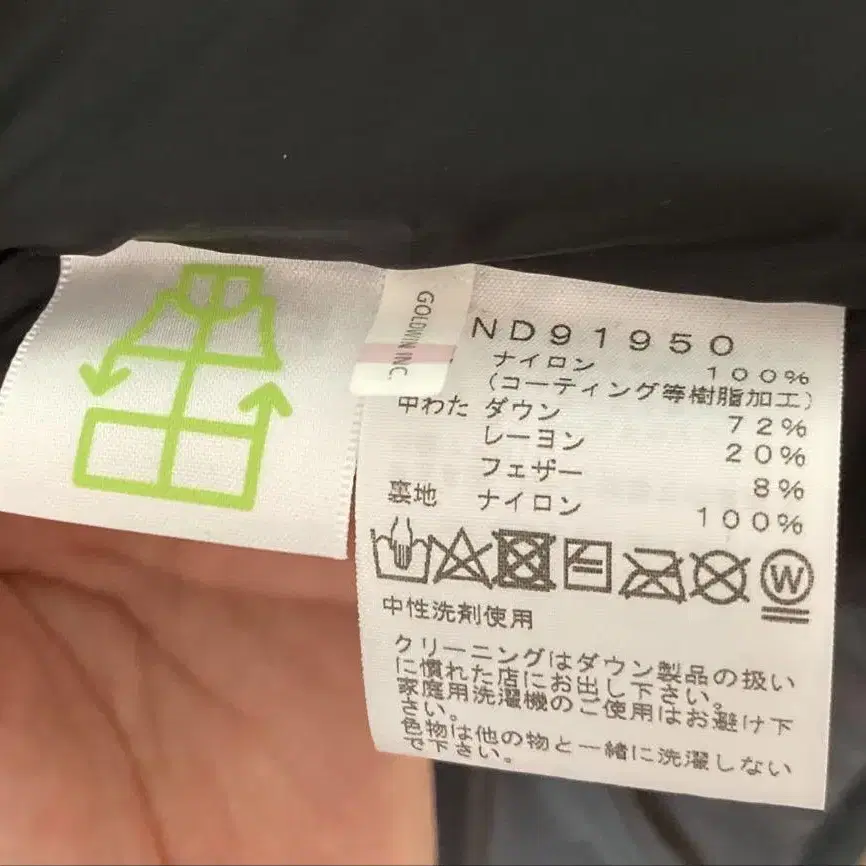 GOLDWIN INC.
ND91950
ナイロン 100%
(コーティング等樹脂加工)
中わた ダウン 72%
レーヨン 20%
フェザー 8%
裏地 ナイロン 100%
W
中性洗剤使用
クリーニングはダウン製品の扱い
に慣れた店にお出し下さい。
家庭用洗濯機のご使用はお避け下
さい。
色物は他の物と一緒に洗濯しない
で下さい。